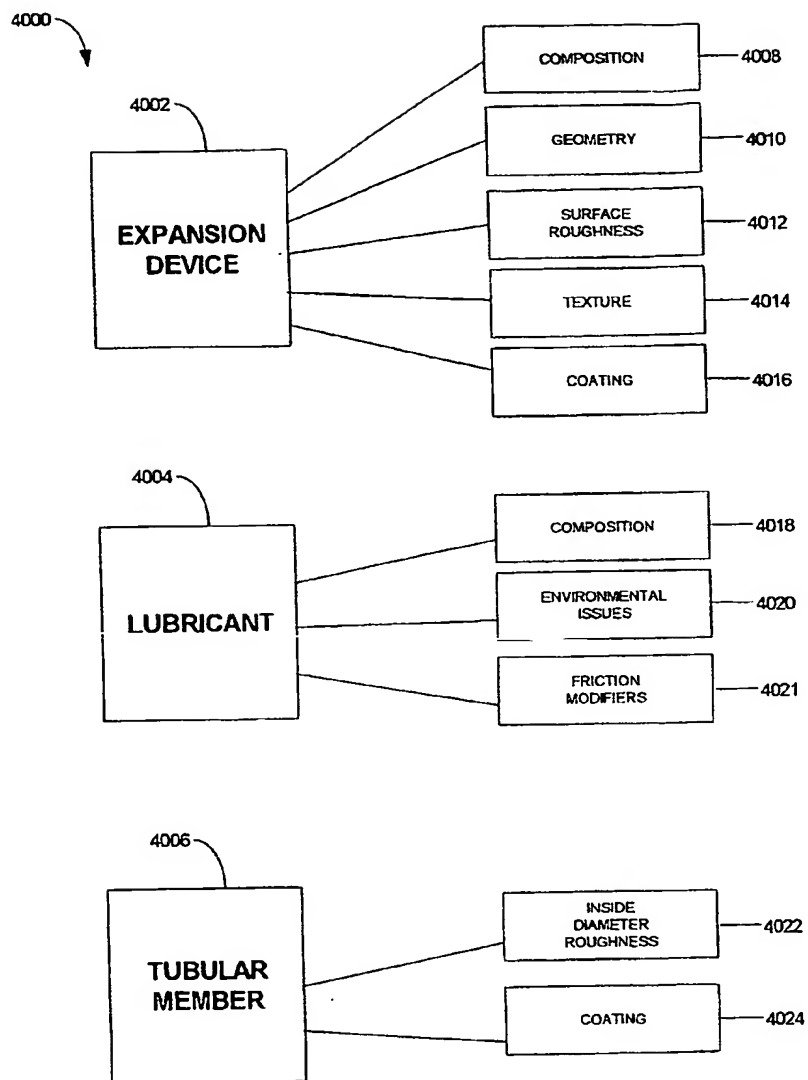 4000
4002
EXPANSION
DEVICE
COMPOSITION
4008
GEOMETRY
4010
SURFACE
ROUGHNESS
4012
TEXTURE
4014
COATING
4016
4004
LUBRICANT
COMPOSITION
4018
ENVIRONMENTAL
ISSUES
4020
FRICTION
MODIFIERS
4021
4006
TUBULAR
MEMBER
INSIDE
DIAMETER
ROUGHNESS
4022
COATING
4024